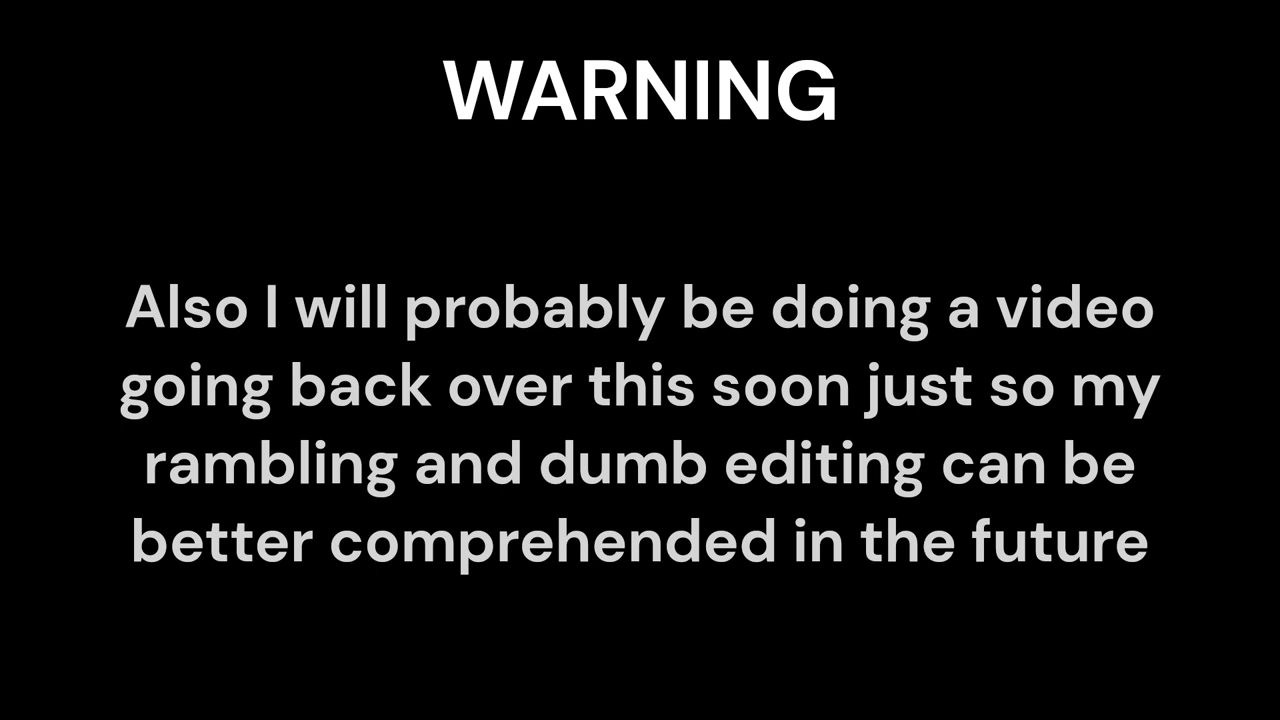 WARNING
Also I will probably be doing a video
going back over this soon just so my
rambling and dumb editing can be
better comprehended in the future